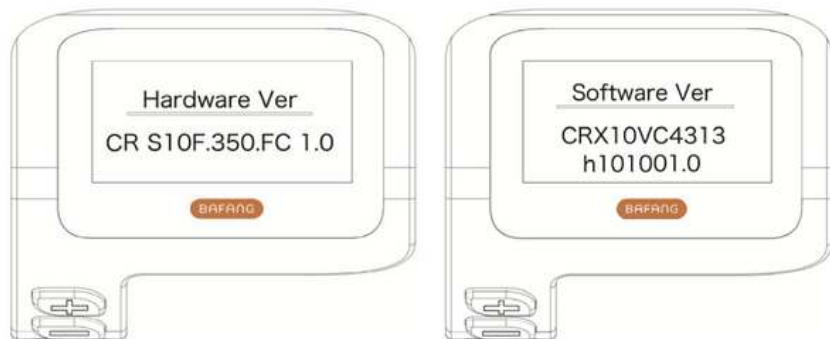 Hardware Ver
CR S10F.350.FC 1.0
BAFANG
Software Ver
CRX10VC4313
h101001.0
BAFANG